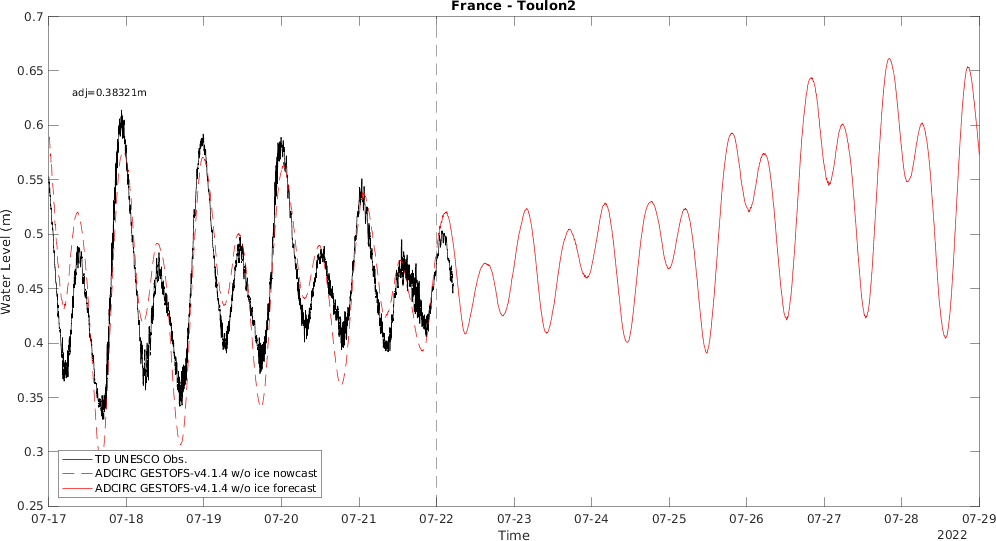 France - Toulon2
0.7
0.65
0.6
0.55
0.5
0.45
0.4
0.35
0.3
0.25
Water Level (m)
adj=0.38321m
TD UNESCO Obs.
ADCIRC GESTOFS-v4.1.4 w/o ice nowcast
ADCIRC GESTOFS-v4.1.4 w/o ice forecast
07-17 07-18 07-19 07-20 07-21 07-22 07-23 07-24 07-25 07-26 07-27 07-28 07-29
Time
2022